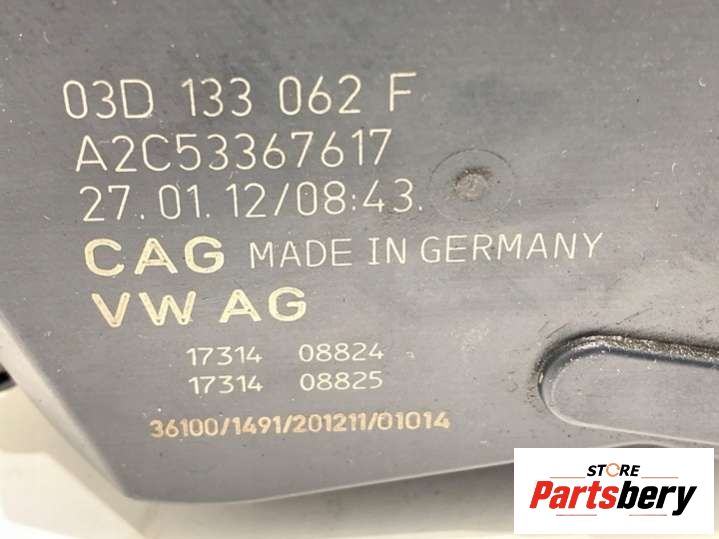 03D 133 062 F
A2C53367617
27.01.12/08:43.
CAG MADE IN GERMANY
VW AG
17314 08824
17314 08825
36100/1491/201211/01014
STORE
Partsbery